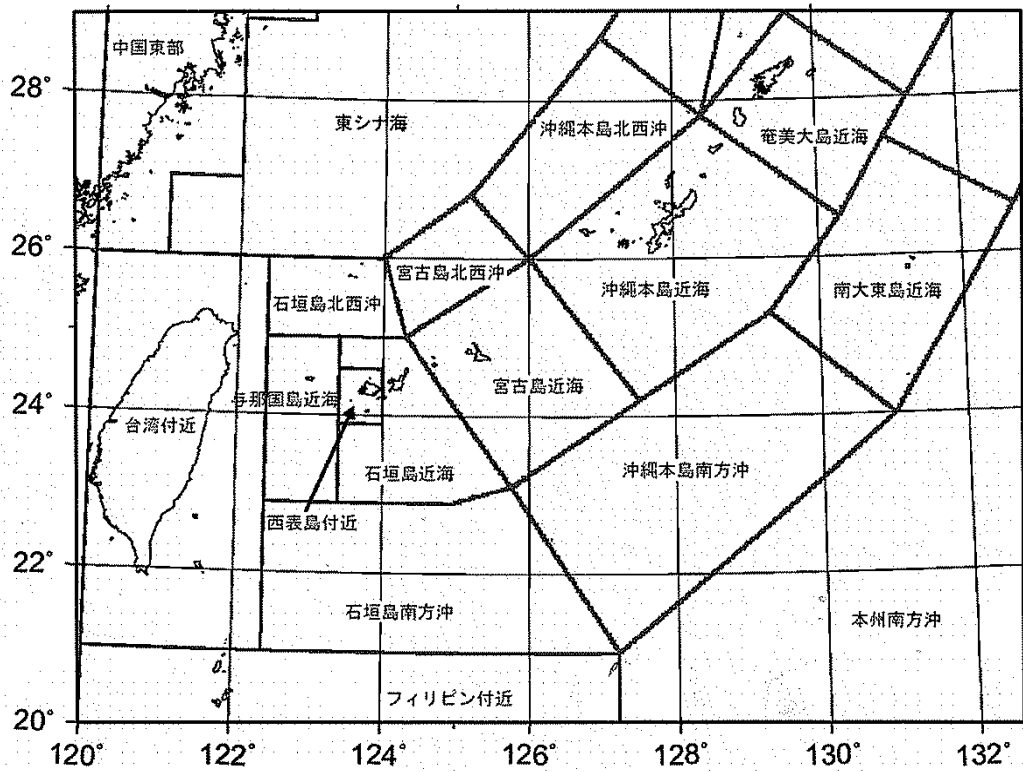 中国東部
28°
東シナ海
沖縄本島北西沖
奄美大島近海
26°
宮古島北西沖
石垣島北西沖
沖縄本島近海
南大東島近海
宮古島近海
与那国島近海
24°
台湾付近
石垣島近海
沖縄本島南方沖
西表島付近
22°
石垣島南方沖
本州南方沖
フィリピン付近
20°
120° 122° 124° 126° 128° 130° 132°